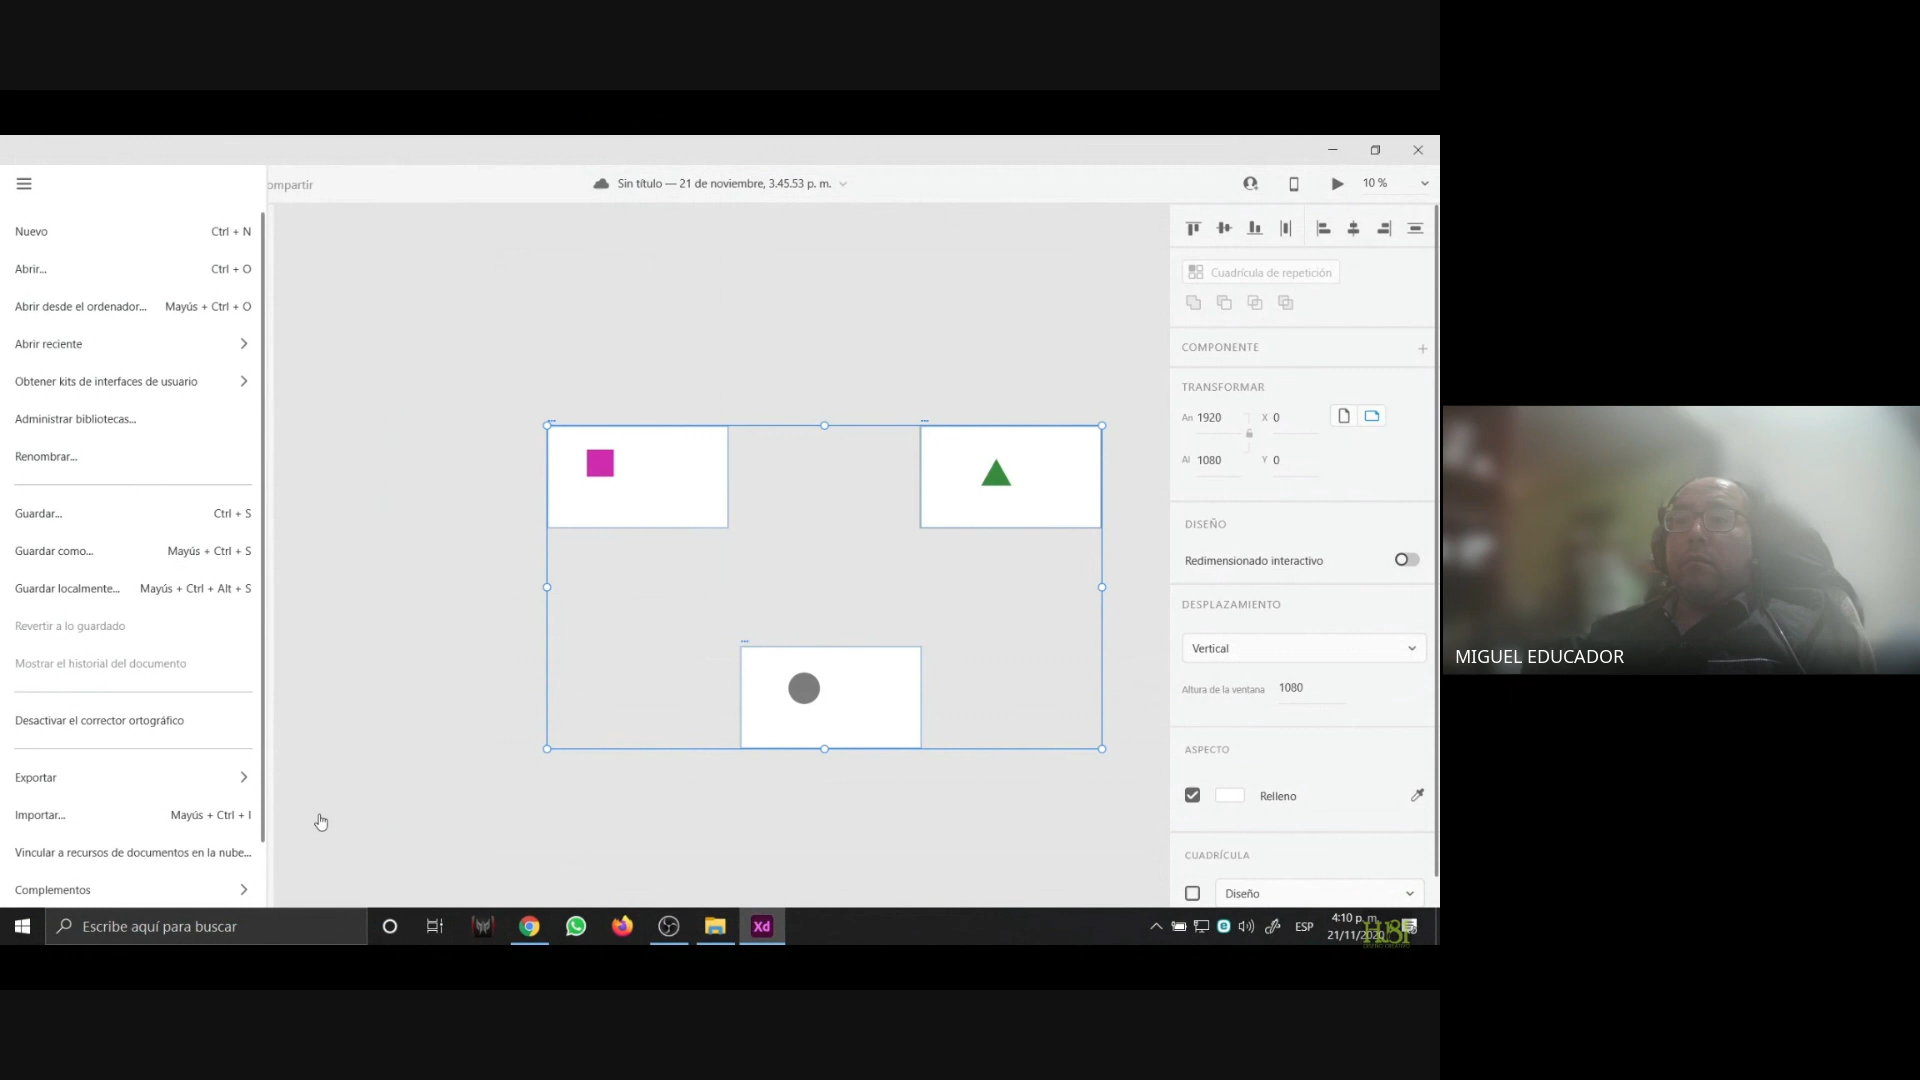 ompartir
Sin título — 21 de noviembre, 3.45.53 p. m.
10 %
Nuevo Ctrl + N
Abrir... Ctrl + O
Abrir desde el ordenador... Mayús + Ctrl + O
Abrir reciente
Obtener kits de interfaces de usuario
Administrar bibliotecas...
Renombrar...
Guardar... Ctrl + S
Guardar como... Mayús + Ctrl + S
Guardar localmente... Mayús + Ctrl + Alt + S
Revertir a lo guardado
Mostrar el historial del documento
Desactivar el corrector ortográfico
Exportar
Importar... Mayús + Ctrl + I
Vincular a recursos de documentos en la nube...
Complementos
Cuadrícula de repetición
COMPONENTE
TRANSFORMAR
An 1920 X 0
Al 1080 Y 0
DISEÑO
Redimensionado interactivo
DESPLAZAMIENTO
Vertical
Altura de la ventana 1080
ASPECTO
Relleno
CUADRÍCULA
Diseño
MIGUEL EDUCADOR
Escribe aquí para buscar
Xd
ESP
4:10 p. m.
21/11/2020